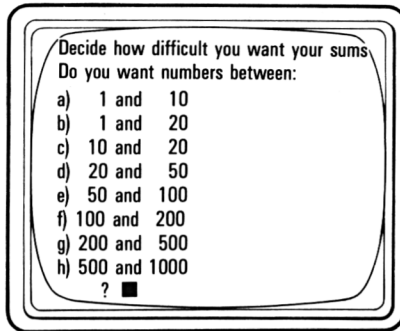 Decide how difficult you want your sums
Do you want numbers between:
a) 1 and 10
b) 1 and 20
c) 10 and 20
d) 20 and 50
e) 50 and 100
f) 100 and 200
g) 200 and 500
h) 500 and 1000
? ■